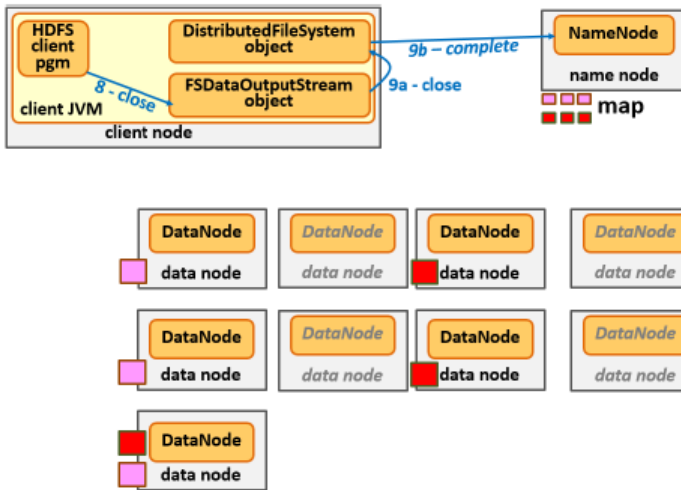 HDFS
client
pgm
DistributedFileSystem
object
9b – complete
NameNode
8 - close
FSDataOutputStream
object
9a - close
name node
client JVM
client node
map
DataNode
data node
DataNode
data node
DataNode
data node
DataNode
data node
DataNode
data node
DataNode
data node
DataNode
data node
DataNode
data node
DataNode
data node